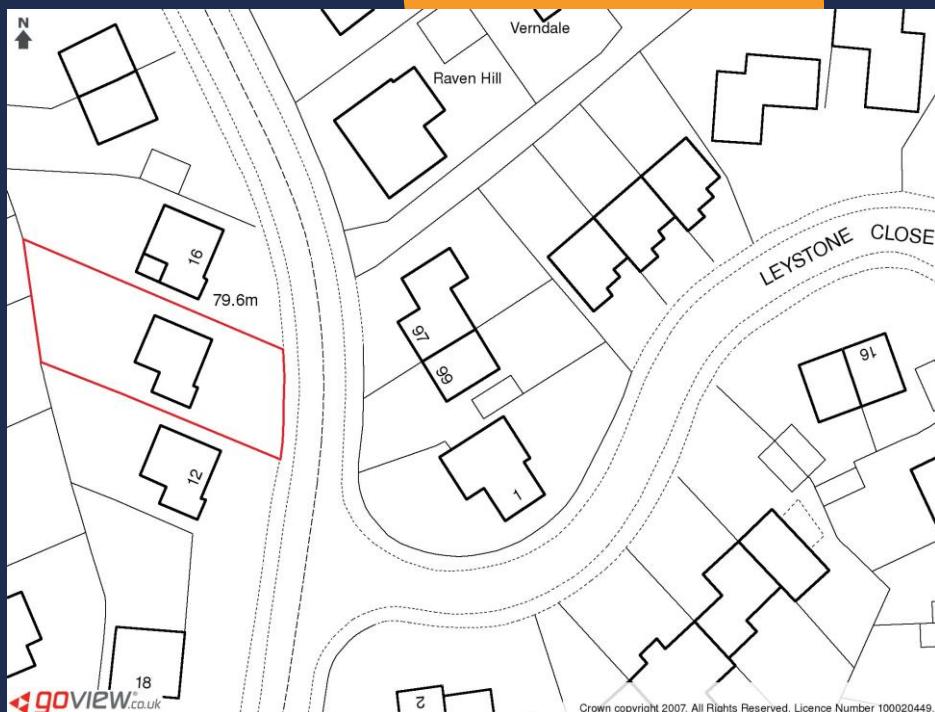 N
Verndale
Raven Hill
16
79.6m
LEYSTONE CLOSE
97
99
16
12
1
18
2
goview.co.uk
Crown copyright 2007. All Rights Reserved. Licence Number 100020449.